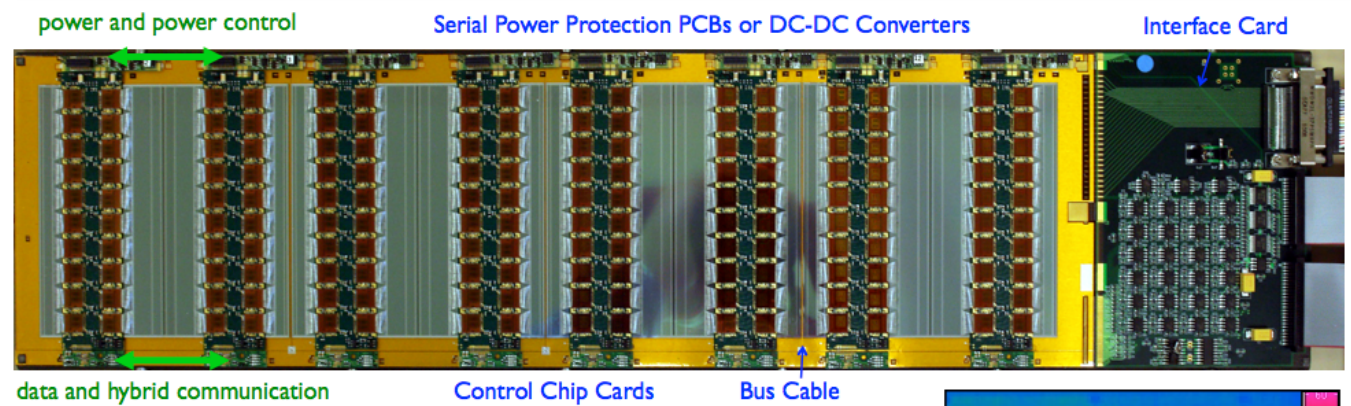 power and power control
Serial Power Protection PCBs or DC-DC Converters
Interface Card
data and hybrid communication
Control Chip Cards
Bus Cable
60